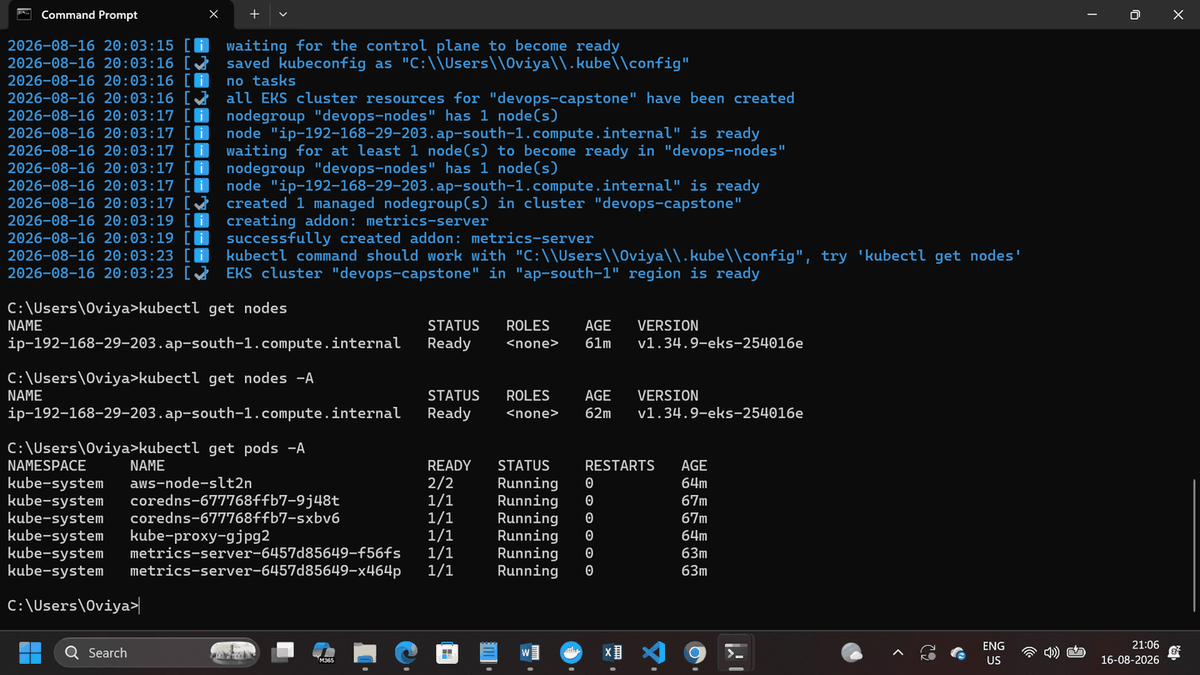 Command Prompt
2026-08-16 20:03:15 [ℹ]  waiting for the control plane to become ready
2026-08-16 20:03:16 [✔]  saved kubeconfig as "C:\\Users\\Oviya\\.kube\\config"
2026-08-16 20:03:16 [ℹ]  no tasks
2026-08-16 20:03:16 [✔]  all EKS cluster resources for "devops-capstone" have been created
2026-08-16 20:03:17 [ℹ]  nodegroup "devops-nodes" has 1 node(s)
2026-08-16 20:03:17 [ℹ]  node "ip-192-168-29-203.ap-south-1.compute.internal" is ready
2026-08-16 20:03:17 [ℹ]  waiting for at least 1 node(s) to become ready in "devops-nodes"
2026-08-16 20:03:17 [ℹ]  nodegroup "devops-nodes" has 1 node(s)
2026-08-16 20:03:17 [ℹ]  node "ip-192-168-29-203.ap-south-1.compute.internal" is ready
2026-08-16 20:03:17 [✔]  created 1 managed nodegroup(s) in cluster "devops-capstone"
2026-08-16 20:03:19 [ℹ]  creating addon: metrics-server
2026-08-16 20:03:19 [ℹ]  successfully created addon: metrics-server
2026-08-16 20:03:23 [ℹ]  kubectl command should work with "C:\\Users\\Oviya\\.kube\\config", try 'kubectl get nodes'
2026-08-16 20:03:23 [✔]  EKS cluster "devops-capstone" in "ap-south-1" region is ready
C:\Users\Oviya>kubectl get nodes
NAME STATUS ROLES AGE VERSION
ip-192-168-29-203.ap-south-1.compute.internal Ready <none> 61m v1.34.9-eks-254016e
C:\Users\Oviya>kubectl get nodes -A
NAME STATUS ROLES AGE VERSION
ip-192-168-29-203.ap-south-1.compute.internal Ready <none> 62m v1.34.9-eks-254016e
C:\Users\Oviya>kubectl get pods -A
NAMESPACE NAME READY STATUS RESTARTS AGE
kube-system aws-node-slt2n 2/2 Running 0 64m
kube-system coredns-677768ffb7-9j48t 1/1 Running 0 67m
kube-system coredns-677768ffb7-sxbv6 1/1 Running 0 67m
kube-system kube-proxy-gjpg2 1/1 Running 0 64m
kube-system metrics-server-6457d85649-f56fs 1/1 Running 0 63m
kube-system metrics-server-6457d85649-x464p 1/1 Running 0 63m
C:\Users\Oviya>
Search
M365
ENG
US
21:06
16-08-2026